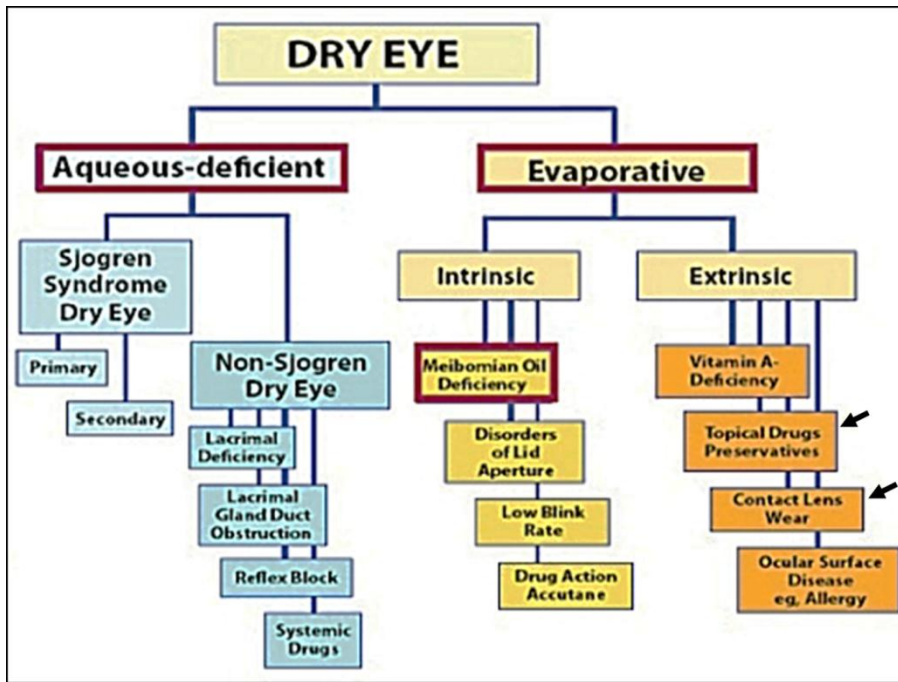 DRY EYE
Aqueous-deficient
Evaporative
Sjogren
Syndrome
Dry Eye
Primary
Secondary
Non-Sjogren
Dry Eye
Lacrimal
Deficiency
Lacrimal
Gland Duct
Obstruction
Reflex Block
Systemic
Drugs
Intrinsic
Meibomian Oil
Deficiency
Disorders
of Lid
Aperture
Low Blink
Rate
Drug Action
Accutane
Extrinsic
Vitamin A-
Deficiency
Topical Drugs
Preservatives
Contact Lens
Wear
Ocular Surface
Disease
eg, Allergy